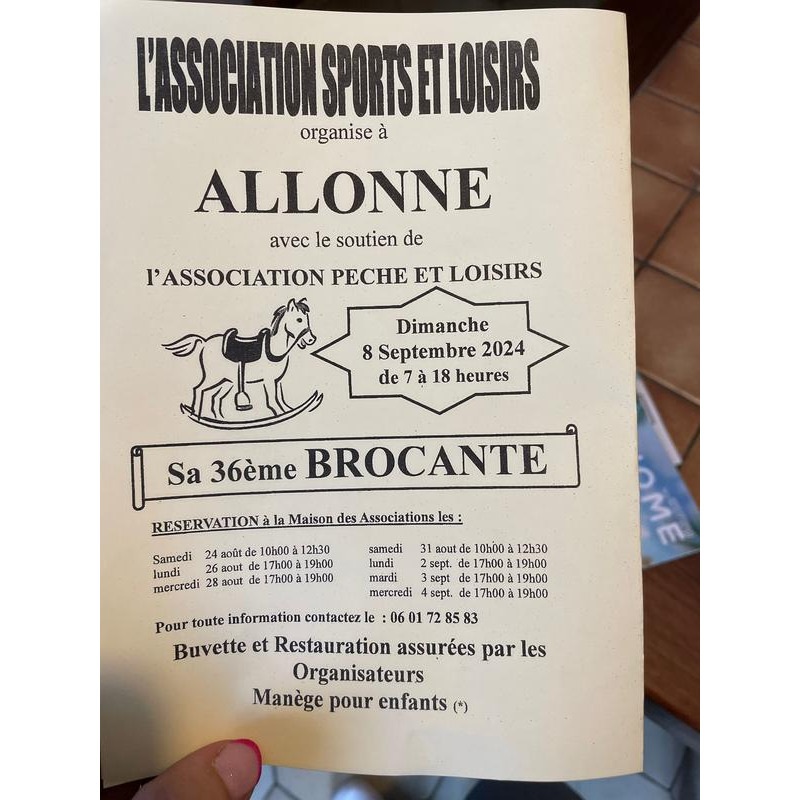 L'ASSOCIATION SPORTS ET LOISIRS
organise à
ALLONNE
avec le soutien de
l'ASSOCIATION PECHE ET LOISIRS
Dimanche
8 Septembre 2024
de 7 à 18 heures
Sa 36ème BROCANTE
RESERVATION à la Maison des Associations les :
Samedi 24 août de 10h00 à 12h30
lundi 26 aout de 17h00 à 19h00
mercredi 28 aout de 17h00 à 19h00
samedi 31 aout de 10h00 à 12h30
lundi 2 sept. de 17h00 à 19h00
mardi 3 sept de 17h00 à 19h00
mercredi 4 sept. de 17h00 à 19h00
Pour toute information contactez le : 06 01 72 85 83
Buvette et Restauration assurées par les
Organisateurs
Manège pour enfants (*)